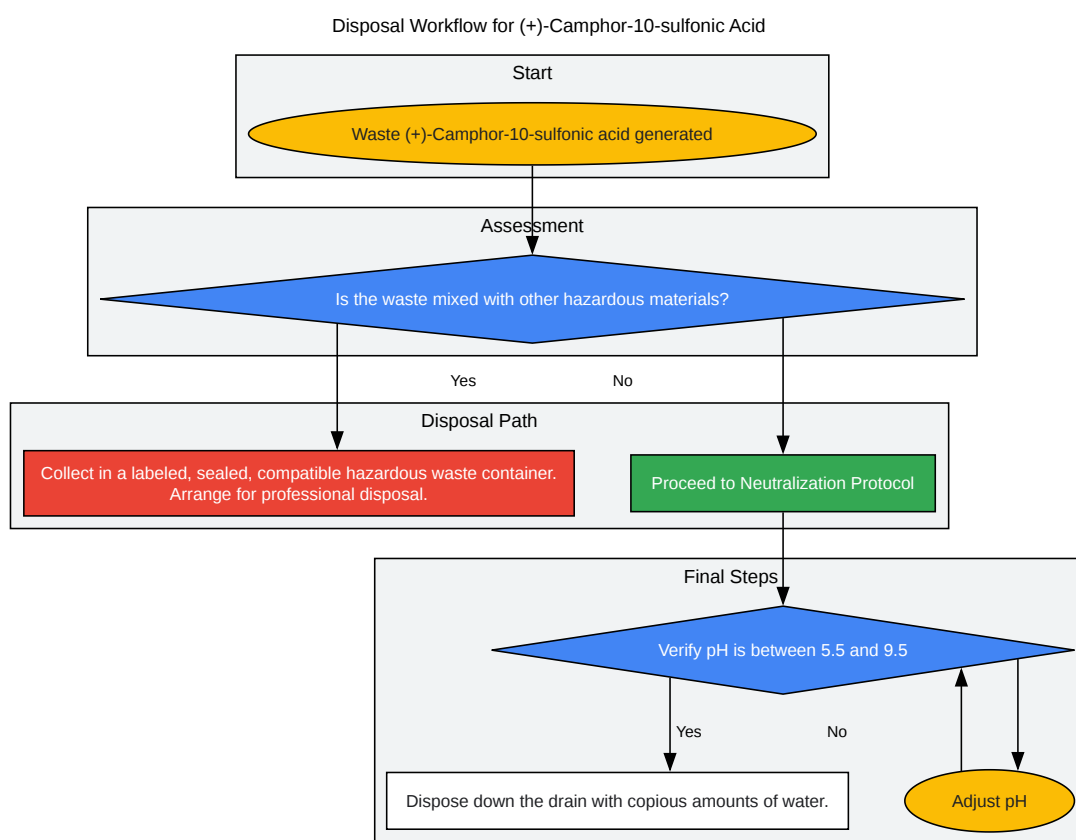 Disposal Workflow for (+)-Camphor-10-sulfonic Acid
Start
Waste (+)-Camphor-10-sulfonic acid generated
Assessment
Is the waste mixed with other hazardous materials?
Yes
No
Disposal Path
Collect in a labeled, sealed, compatible hazardous waste container.
Arrange for professional disposal.
Proceed to Neutralization Protocol
Final Steps
Verify pH is between 5.5 and 9.5
Yes
No
Dispose down the drain with copious amounts of water.
Adjust pH